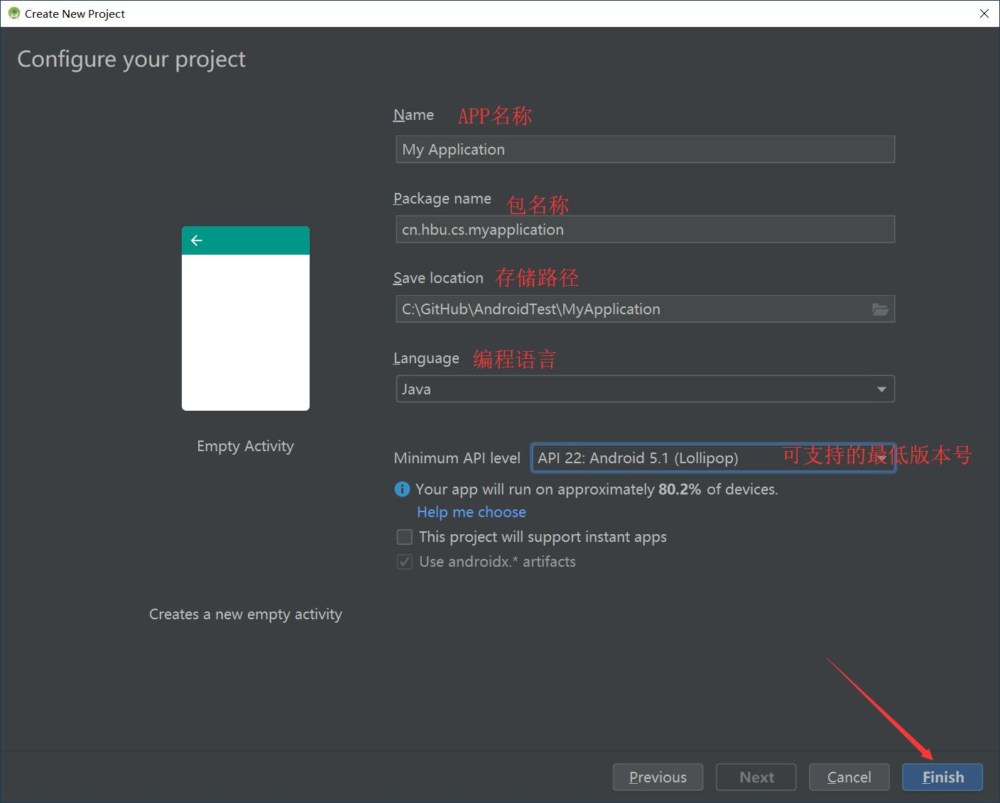 Create New Project
Configure your project
Name APP名称
My Application
Package name 包名称
cn.hbu.cs.myapplication
Save location 存储路径
C:\GitHub\AndroidTest\MyApplication
Language 编程语言
Java
Empty Activity
Minimum API level API 22: Android 5.1 (Lollipop) 可支持的最低版本号
Your app will run on approximately 80.2% of devices.
Help me choose
This project will support instant apps
Use androidx.* artifacts
Creates a new empty activity
Previous Next Cancel Finish